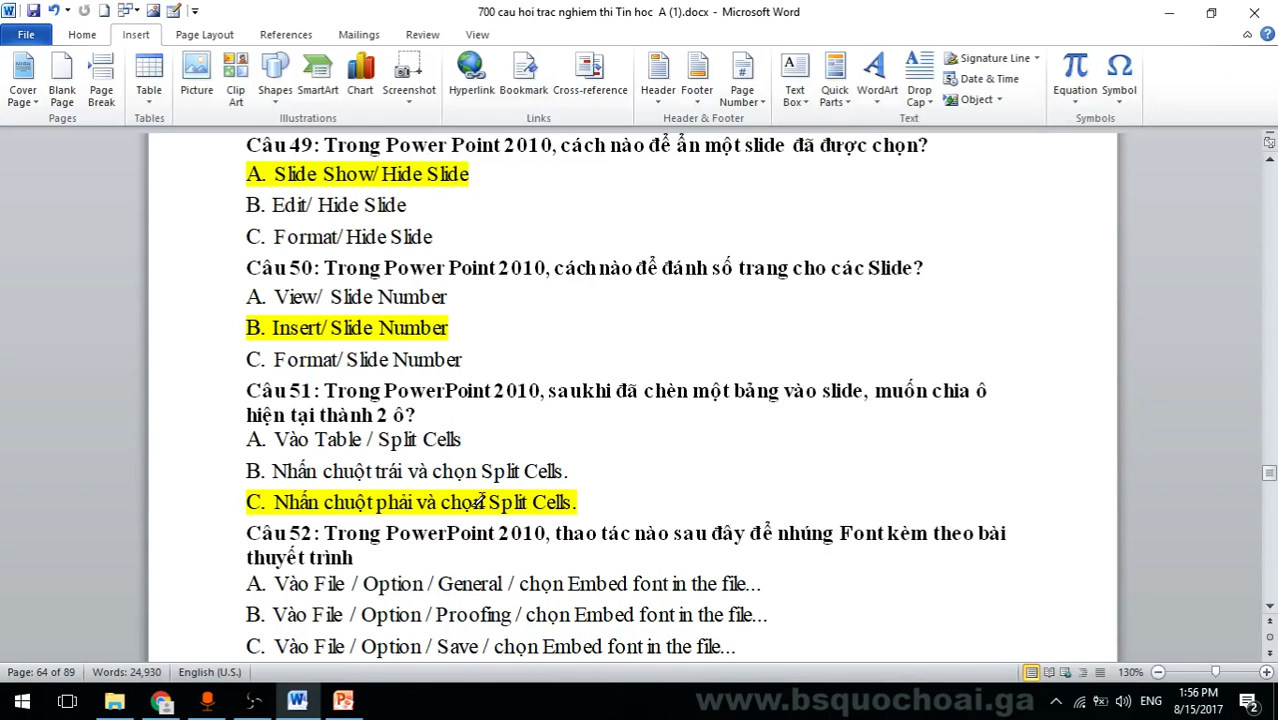 700 cau hoi trac nghiem thi Tin hoc A (1).docx - Microsoft Word
File Home Insert Page Layout References Mailings Review View
Cover Page Blank Page Page Break Table Picture Clip Art Shapes SmartArt Chart Screenshot Hyperlink Bookmark Cross-reference Header Footer Page Number Text Box Quick Parts WordArt Drop Cap Signature Line Date & Time Object Equation Symbol
Pages Tables Illustrations Links Header & Footer Text Symbols
Câu 49: Trong Power Point 2010, cách nào để ẩn một slide đã được chọn?
A. Slide Show/ Hide Slide
B. Edit/ Hide Slide
C. Format/ Hide Slide
Câu 50: Trong Power Point 2010, cách nào để đánh số trang cho các Slide?
A. View/ Slide Number
B. Insert/ Slide Number
C. Format/ Slide Number
Câu 51: Trong PowerPoint 2010, sau khi đã chèn một bảng vào slide, muốn chia ô
hiện tại thành 2 ô?
A. Vào Table / Split Cells
B. Nhấn chuột trái và chọn Split Cells.
C. Nhấn chuột phải và chọn Split Cells.
Câu 52: Trong PowerPoint 2010, thao tác nào sau đây để nhúng Font kèm theo bài
thuyết trình
A. Vào File / Option / General / chọn Embed font in the file...
B. Vào File / Option / Proofing / chọn Embed font in the file...
C. Vào File / Option / Save / chọn Embed font in the file...
Page: 64 of 89 Words: 24,930 English (U.S.) 130%
www.bsquochoai.ga
ENG 1:56 PM
8/15/2017 2